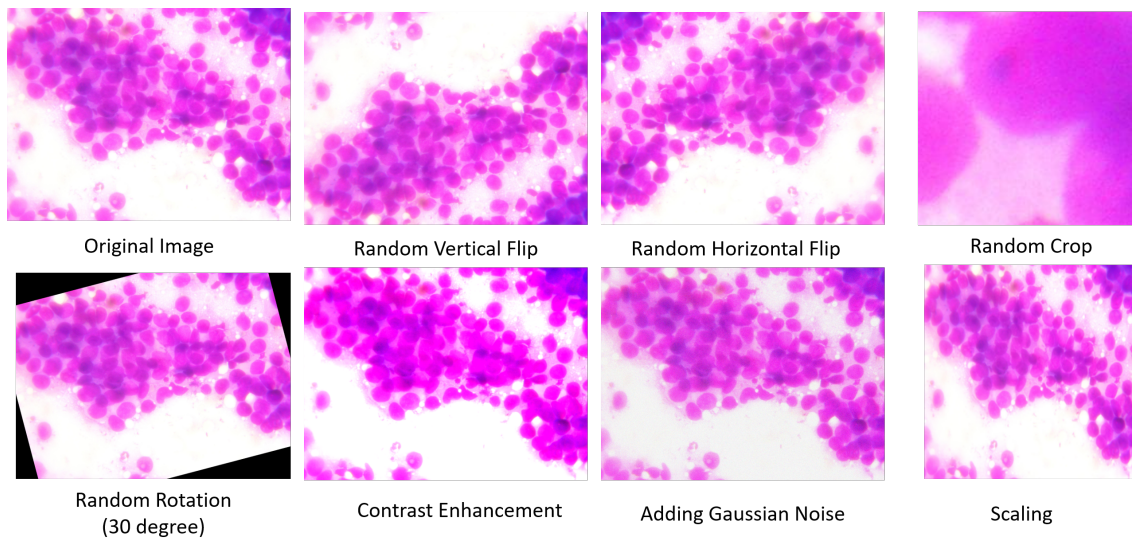 Original Image
Random Vertical Flip
Random Horizontal Flip
Random Crop
Random Rotation
(30 degree)
Contrast Enhancement
Adding Gaussian Noise
Scaling